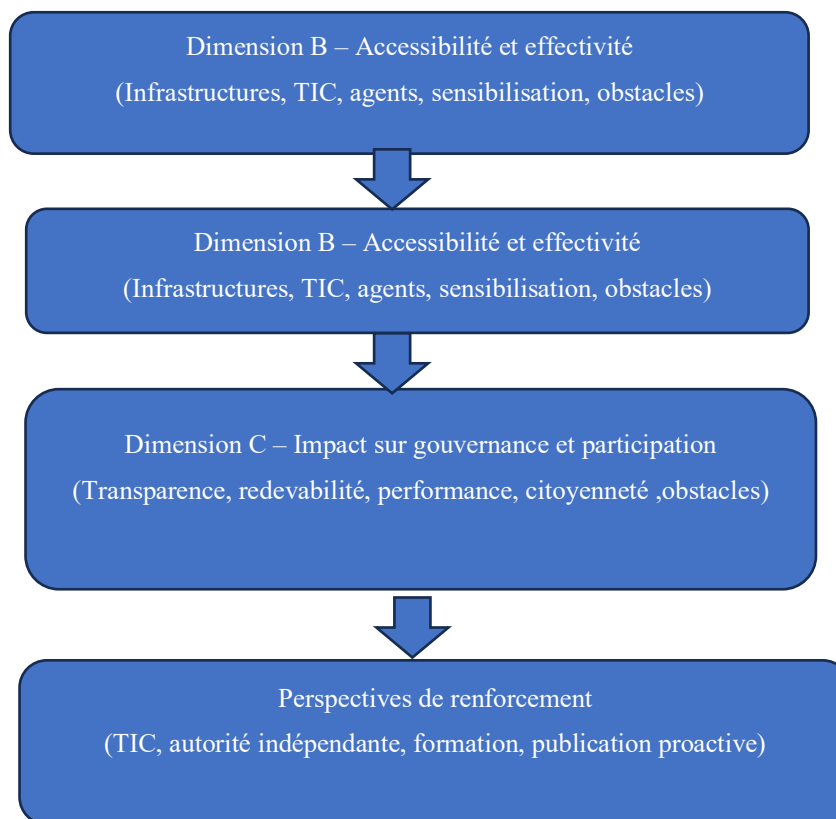 Dimension B – Accessibilité et effectivité
(Infrastructures, TIC, agents, sensibilisation, obstacles)
Dimension B – Accessibilité et effectivité
(Infrastructures, TIC, agents, sensibilisation, obstacles)
Dimension C – Impact sur gouvernance et participation
(Transparence, redevabilité, performance, citoyenneté ,obstacles)
Perspectives de renforcement
(TIC, autorité indépendante, formation, publication proactive)